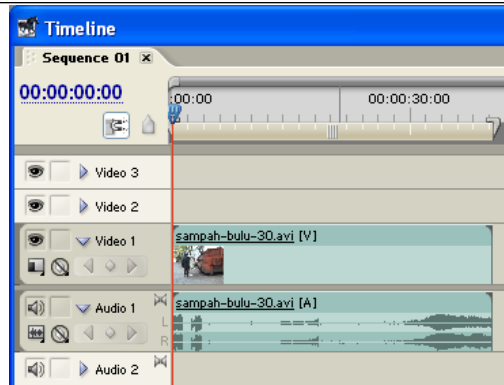 Timeline
Sequence 01
00:00:00:00
:00:00 00:00:30:00
Video 3
Video 2
Video 1 sampah-bulu-30.avi [V]
Audio 1 sampah-bulu-30.avi [A]
L
R
Audio 2